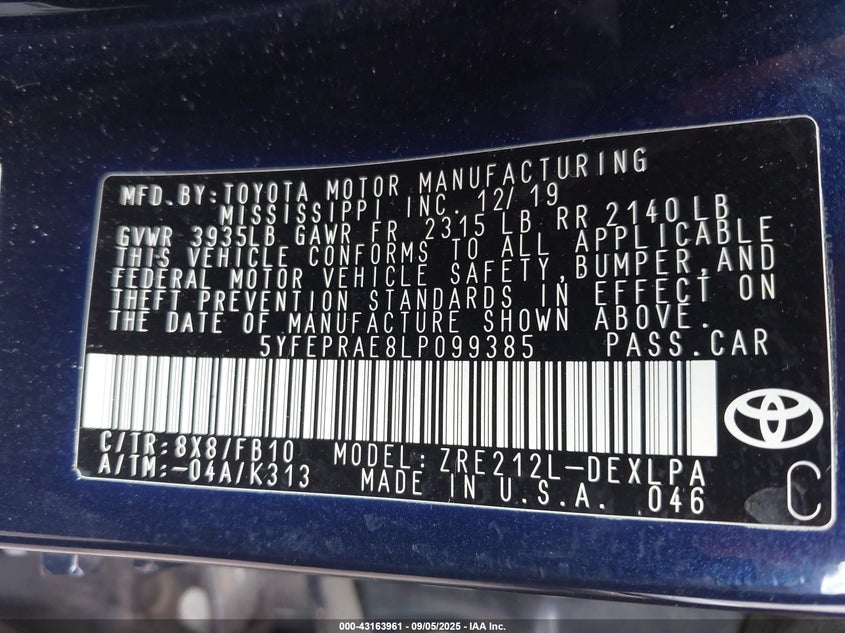 MFD. BY: TOYOTA MOTOR MANUFACTURING
MISSISSIPPI INC. 12/19
GVWR 3935LB GAWR FR 2315 LB RR 2140 LB
THIS VEHICLE CONFORMS TO ALL APPLICABLE
FEDERAL MOTOR VEHICLE SAFETY, BUMPER, AND
THEFT PREVENTION STANDARDS IN EFFECT ON
THE DATE OF MANUFACTURE SHOWN ABOVE.
5YFEPRAE8LP099385 PASS. CAR
C/TR: 8X8/FB10 MODEL: ZRE212L-DEXLPA
A/TM: -04A/K313 MADE IN U.S.A. 046
C
000-43163961 - 09/05/2025 - IAA Inc.